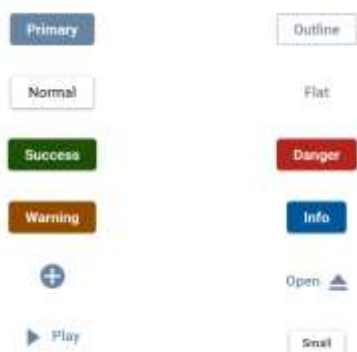 Primary
Outline
Normal
Flat
Success
Danger
Warning
Info
Open
Play
Small